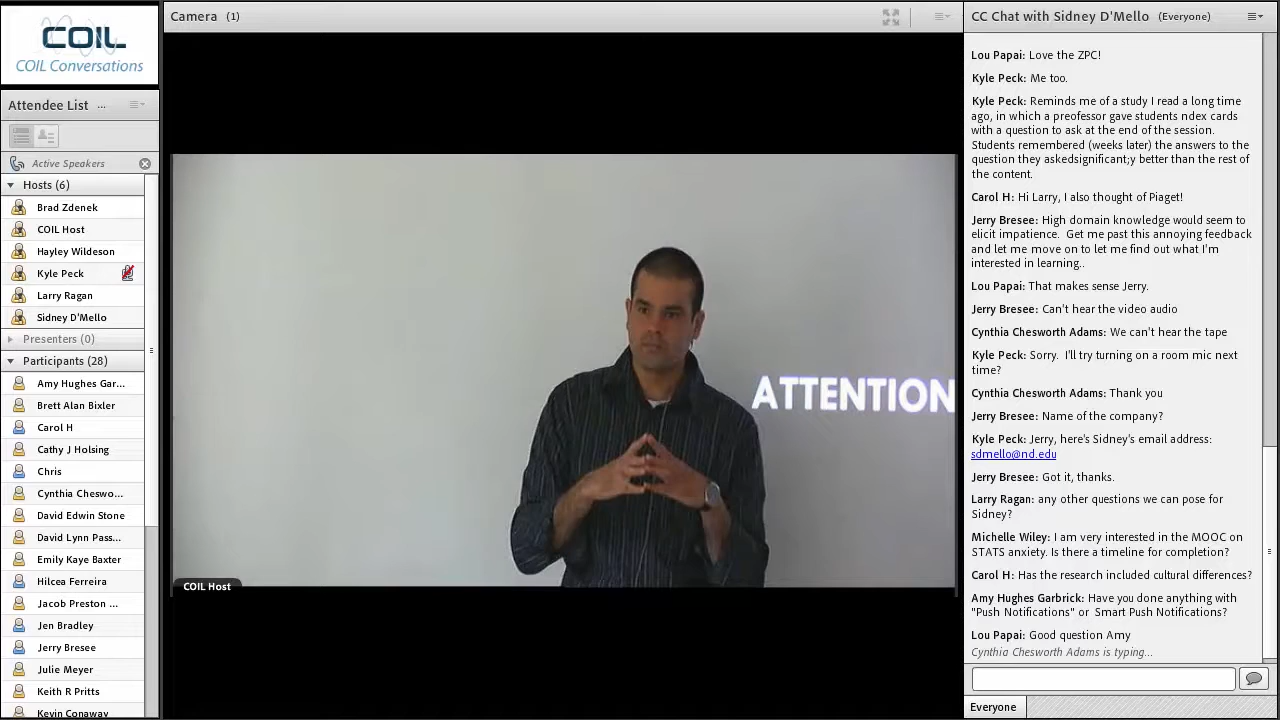 COIL
COIL Conversations
Attendee List ...
Active Speakers
Hosts (6)
Brad Zdenek
COIL Host
Hayley Wildeson
Kyle Peck
Larry Ragan
Sidney D'Mello
Presenters (0)
Participants (28)
Amy Hughes Gar...
Brett Alan Bixler
Carol H
Cathy J Holsing
Chris
Cynthia Cheswo...
David Edwin Stone
David Lynn Pass...
Emily Kaye Baxter
Hilcea Ferreira
Jacob Preston ...
Jen Bradley
Jerry Bresee
Julie Meyer
Keith R Pritts
Kevin Conaway
Camera (1)
ATTENTION
COIL Host
CC Chat with Sidney D'Mello (Everyone)
Lou Papai: Love the ZPC!
Kyle Peck: Me too.
Kyle Peck: Reminds me of a study I read a long time
ago, in which a preofessor gave students ndex cards
with a question to ask at the end of the session.
Students remembered (weeks later) the answers to the
question they askedsignificant;y better than the rest of
the content.
Carol H: Hi Larry, I also thought of Piaget!
Jerry Bresee: High domain knowledge would seem to
elicit impatience. Get me past this annoying feedback
and let me move on to let me find out what I'm
interested in learning..
Lou Papai: That makes sense Jerry.
Jerry Bresee: Can't hear the video audio
Cynthia Chesworth Adams: We can't hear the tape
Kyle Peck: Sorry. I'll try turning on a room mic next
time?
Cynthia Chesworth Adams: Thank you
Jerry Bresee: Name of the company?
Kyle Peck: Jerry, here's Sidney's email address:
sdmello@nd.edu
Jerry Bresee: Got it, thanks.
Larry Ragan: any other questions we can pose for
Sidney?
Michelle Wiley: I am very interested in the MOOC on
STATS anxiety. Is there a timeline for completion?
Carol H: Has the research included cultural differences?
Amy Hughes Garbrick: Have you done anything with
"Push Notifications" or Smart Push Notifications?
Lou Papai: Good question Amy
Cynthia Chesworth Adams is typing...
Everyone